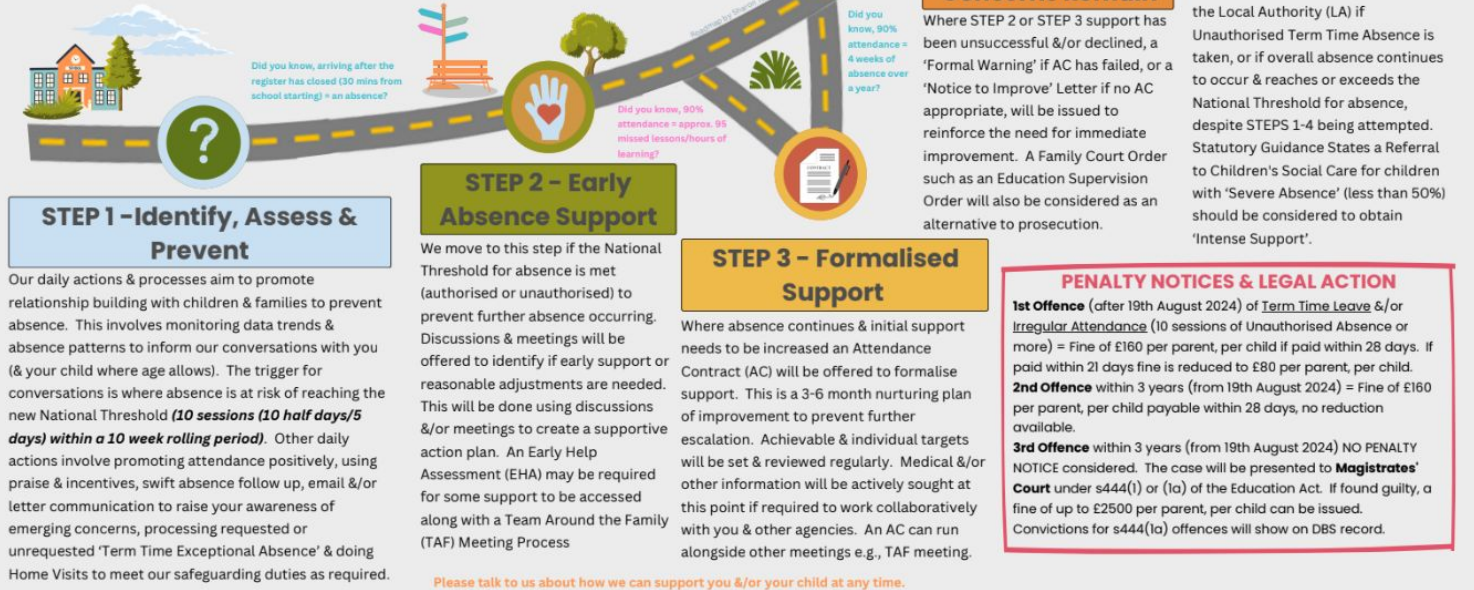 Did you know, arriving after the
register has closed (30 mins from
school starting) = an absence?
?
Did you know, 90%
attendance = approx. 95
missed lessons/hours of
learning?
Roadmap by Sharon
Did you
know, 90%
attendance =
4 weeks of
absence over
a year?
CONTRACT
STEP 1 -Identify, Assess &
Prevent
Our daily actions & processes aim to promote
relationship building with children & families to prevent
absence. This involves monitoring data trends &
absence patterns to inform our conversations with you
(& your child where age allows). The trigger for
conversations is where absence is at risk of reaching the
new National Threshold (10 sessions (10 half days/5
days) within a 10 week rolling period). Other daily
actions involve promoting attendance positively, using
praise & incentives, swift absence follow up, email &/or
letter communication to raise your awareness of
emerging concerns, processing requested or
unrequested 'Term Time Exceptional Absence' & doing
Home Visits to meet our safeguarding duties as required.
STEP 2 - Early
Absence Support
We move to this step if the National
Threshold for absence is met
(authorised or unauthorised) to
prevent further absence occurring.
Discussions & meetings will be
offered to identify if early support or
reasonable adjustments are needed.
This will be done using discussions
&/or meetings to create a supportive
action plan. An Early Help
Assessment (EHA) may be required
for some support to be accessed
along with a Team Around the Family
(TAF) Meeting Process
STEP 3 - Formalised
Support
Where absence continues & initial support
needs to be increased an Attendance
Contract (AC) will be offered to formalise
support. This is a 3-6 month nurturing plan
of improvement to prevent further
escalation. Achievable & individual targets
will be set & reviewed regularly. Medical &/or
other information will be actively sought at
this point if required to work collaboratively
with you & other agencies. An AC can run
alongside other meetings e.g., TAF meeting.
Where STEP 2 or STEP 3 support has
been unsuccessful &/or declined, a
'Formal Warning' if AC has failed, or a
'Notice to Improve' Letter if no AC
appropriate, will be issued to
reinforce the need for immediate
improvement. A Family Court Order
such as an Education Supervision
Order will also be considered as an
alternative to prosecution.
the Local Authority (LA) if
Unauthorised Term Time Absence is
taken, or if overall absence continues
to occur & reaches or exceeds the
National Threshold for absence,
despite STEPS 1-4 being attempted.
Statutory Guidance States a Referral
to Children's Social Care for children
with 'Severe Absence' (less than 50%)
should be considered to obtain
'Intense Support'.
PENALTY NOTICES & LEGAL ACTION
1st Offence (after 19th August 2024) of Term Time Leave &/or
Irregular Attendance (10 sessions of Unauthorised Absence or
more) = Fine of £160 per parent, per child if paid within 28 days. If
paid within 21 days fine is reduced to £80 per parent, per child.
2nd Offence within 3 years (from 19th August 2024) = Fine of £160
per parent, per child payable within 28 days, no reduction
available.
3rd Offence within 3 years (from 19th August 2024) NO PENALTY
NOTICE considered. The case will be presented to Magistrates'
Court under s444(1) or (1a) of the Education Act. If found guilty, a
fine of up to £2500 per parent, per child can be issued.
Convictions for s444(1a) offences will show on DBS record.
Please talk to us about how we can support you &/or your child at any time.